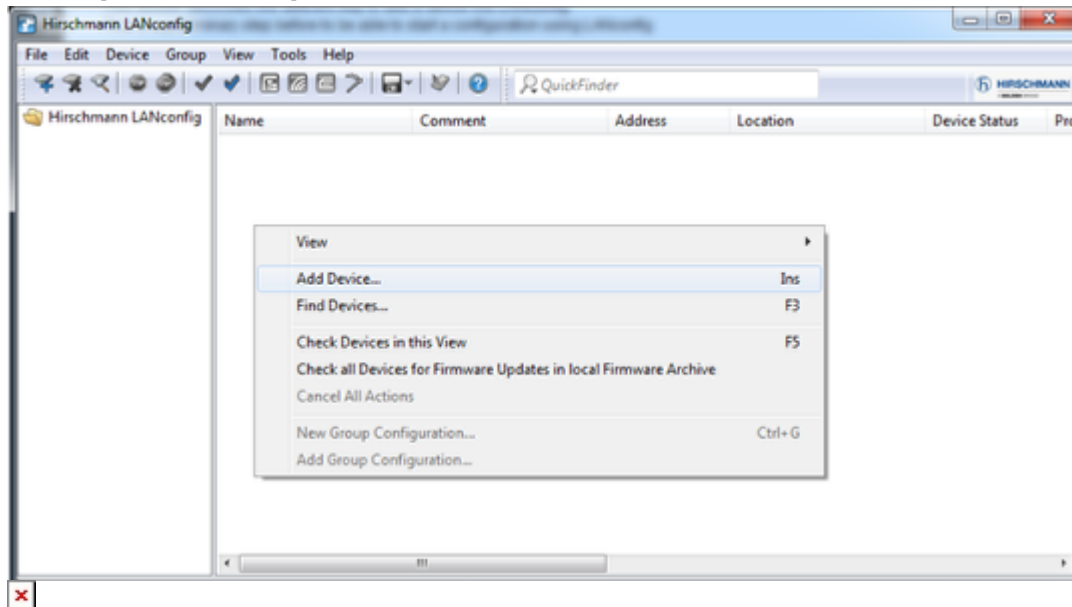 Hirschmann LANconfig
File Edit Device Group View Tools Help
QuickFinder
HIRSCHMANN
Hirschmann LANconfig
Name Comment Address Location Device Status
View
Add Device... Ins
Find Devices... F3
Check Devices in this View F5
Check all Devices for Firmware Updates in local Firmware Archive
Cancel All Actions
New Group Configuration... Ctrl+G
Add Group Configuration...